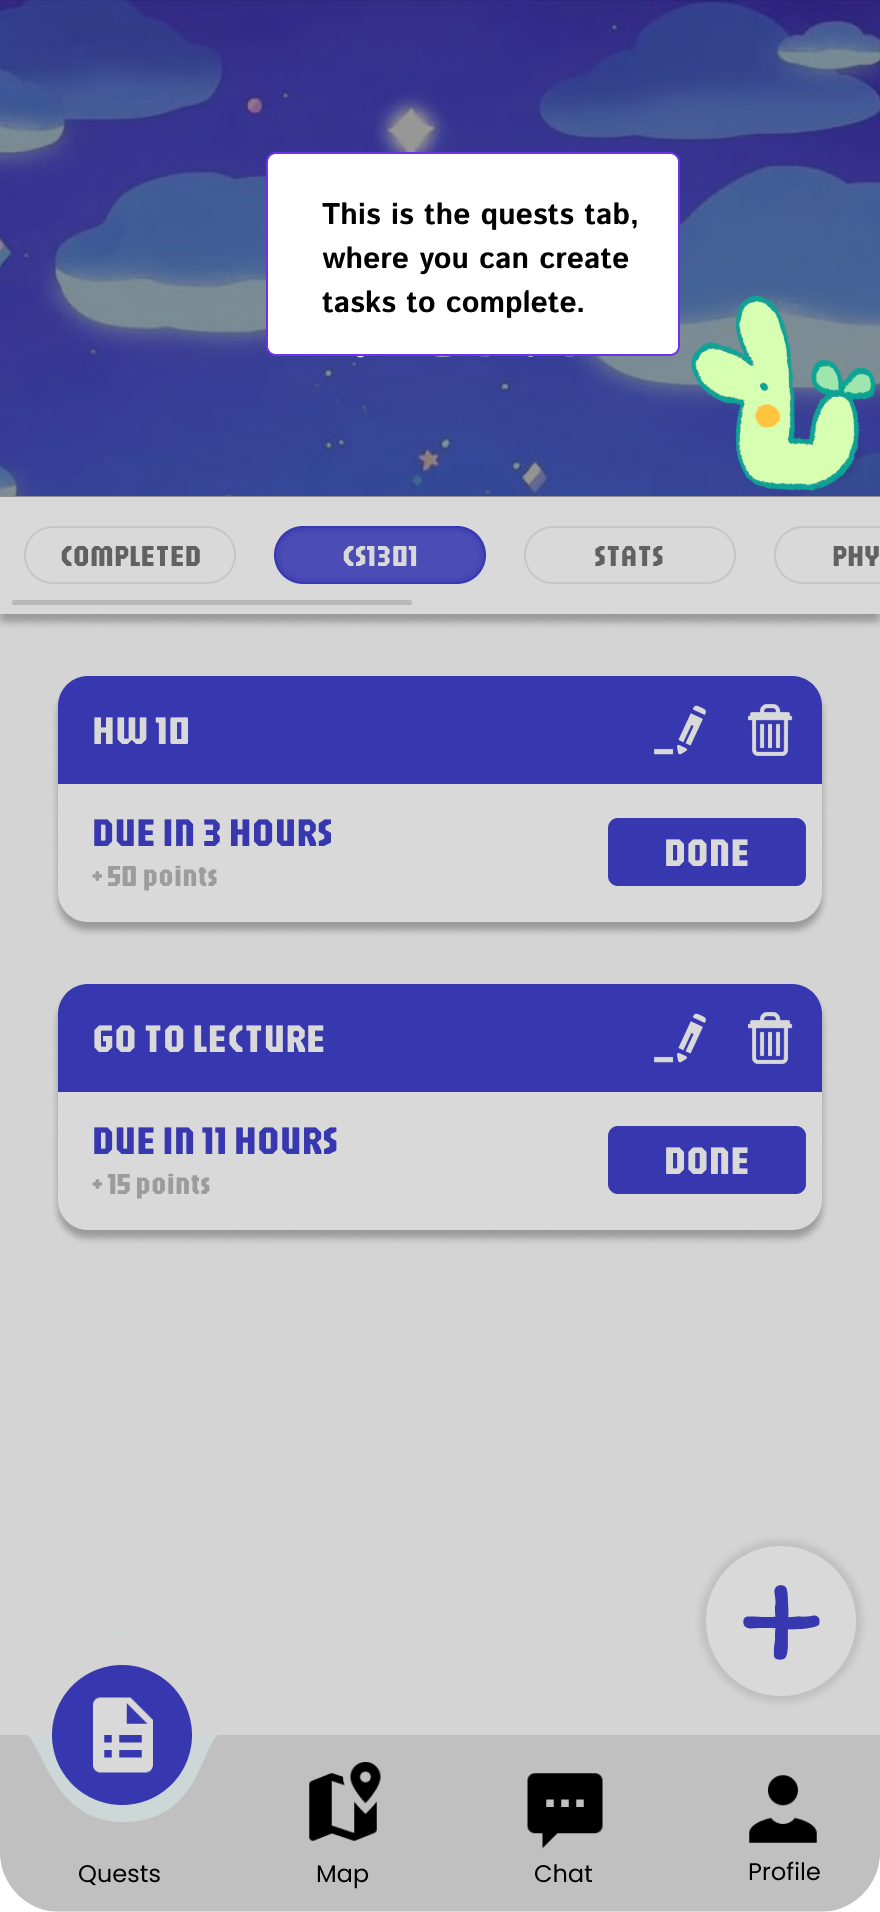 This is the quests tab,
where you can create
tasks to complete.
COMPLETED
CS1301
STATS
PHY
HW 10
DUE IN 3 HOURS
+50 points
DONE
GO TO LECTURE
DUE IN 11 HOURS
+15 points
DONE
Quests
Map
Chat
Profile